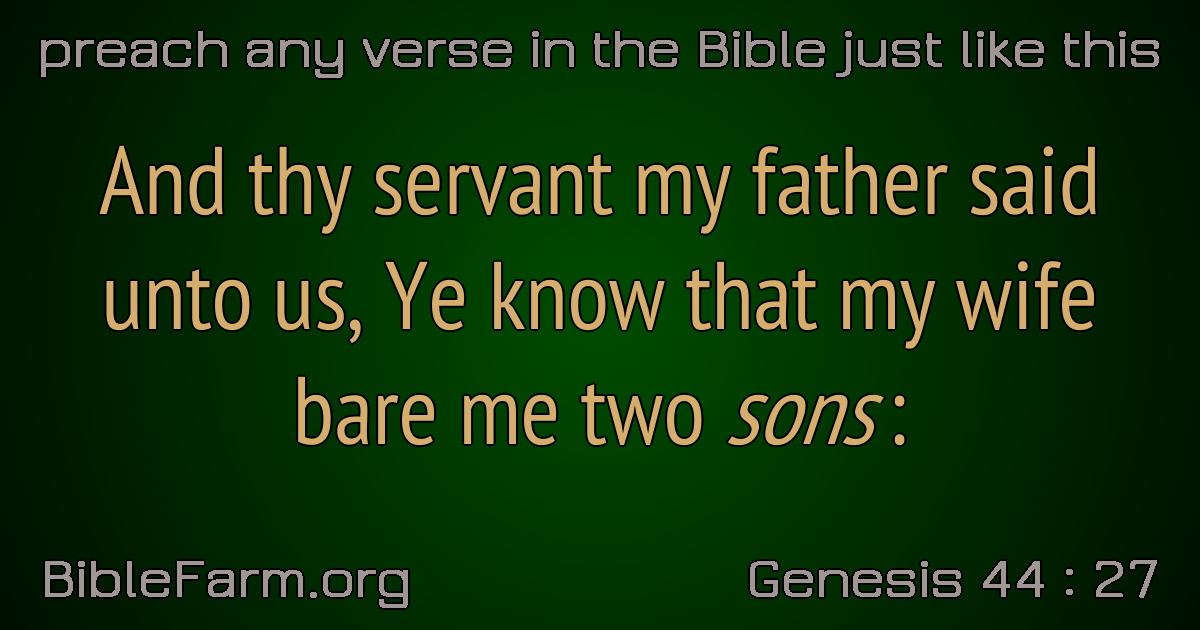 preach any verse in the Bible just like this
And thy servant my father said
unto us, Ye know that my wife
bare me two sons:
BibleFarm.org
Genesis 44 : 27